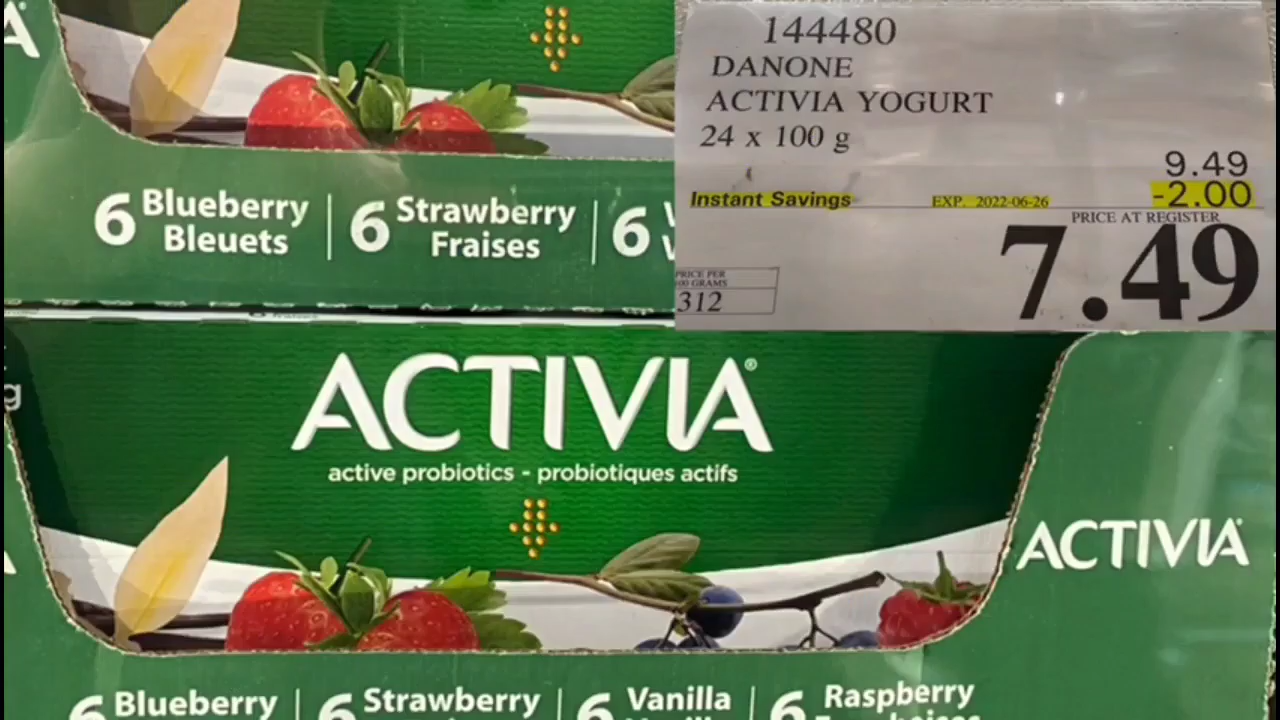 6 Blueberry
Bleuets
6 Strawberry
Fraises
6
144480
DANONE
ACTIVIA YOGURT
24 x 100 g
9.49
Instant Savings EXP. 2022-06-26 -2.00
PRICE AT REGISTER
7.49
PRICE PER
GRAMS
312
ACTIVIA®
active probiotics - probiotiques actifs
g
ACTIVIA
6 Blueberry
6 Strawberry
6 Vanilla
6 Raspberry